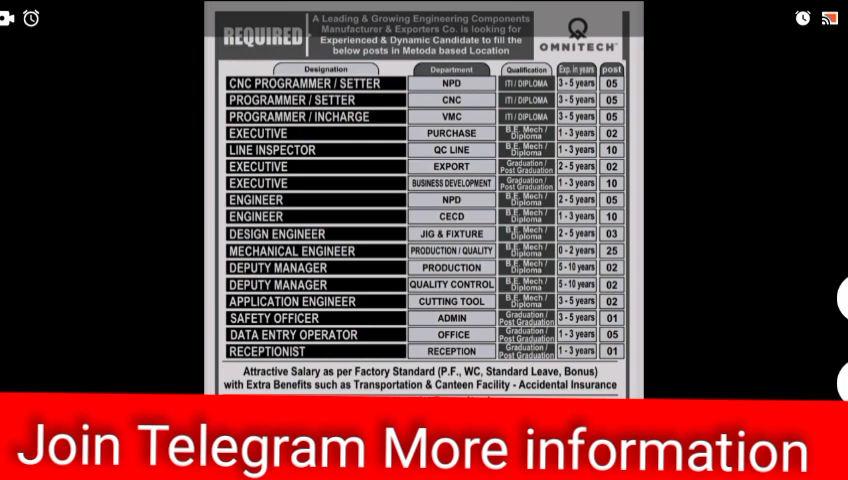 REQUIRED
A Leading & Growing Engineering Components
Manufacturer & Exporters Co. is looking for
Experienced & Dynamic Candidate to fill the
below posts in Metoda based Location
OMNITECH
Designation Department Qualification Exp. in years post
CNC PROGRAMMER / SETTER NPD ITI / DIPLOMA 3 - 5 years 05
PROGRAMMER / SETTER CNC ITI / DIPLOMA 3 - 5 years 05
PROGRAMMER / INCHARGE VMC ITI / DIPLOMA 3 - 5 years 05
EXECUTIVE PURCHASE B.E. Mech / Diploma 1 - 3 years 02
LINE INSPECTOR QC LINE B.E. Mech / Diploma 1 - 3 years 10
EXECUTIVE EXPORT Graduation / Post Graduation 2 - 5 years 02
EXECUTIVE BUSINESS DEVELOPMENT Graduation / Post Graduation 1 - 3 years 10
ENGINEER NPD B.E. Mech / Diploma 2 - 5 years 05
ENGINEER CECD B.E. Mech / Diploma 1 - 3 years 10
DESIGN ENGINEER JIG & FIXTURE B.E. Mech / Diploma 2 - 5 years 03
MECHANICAL ENGINEER PRODUCTION / QUALITY B.E. Mech / Diploma 0 - 2 years 25
DEPUTY MANAGER PRODUCTION B.E. Mech / Diploma 5 - 10 years 02
DEPUTY MANAGER QUALITY CONTROL B.E. Mech / Diploma 5 - 10 years 02
APPLICATION ENGINEER CUTTING TOOL B.E. Mech / Diploma 3 - 5 years 02
SAFETY OFFICER ADMIN Graduation / Post Graduation 3 - 5 years 01
DATA ENTRY OPERATOR OFFICE Graduation / Post Graduation 1 - 3 years 05
RECEPTIONIST RECEPTION Graduation / Post Graduation 1 - 3 years 01
Attractive Salary as per Factory Standard (P.F., WC, Standard Leave, Bonus)
with Extra Benefits such as Transportation & Canteen Facility - Accidental Insurance
Join Telegram More information